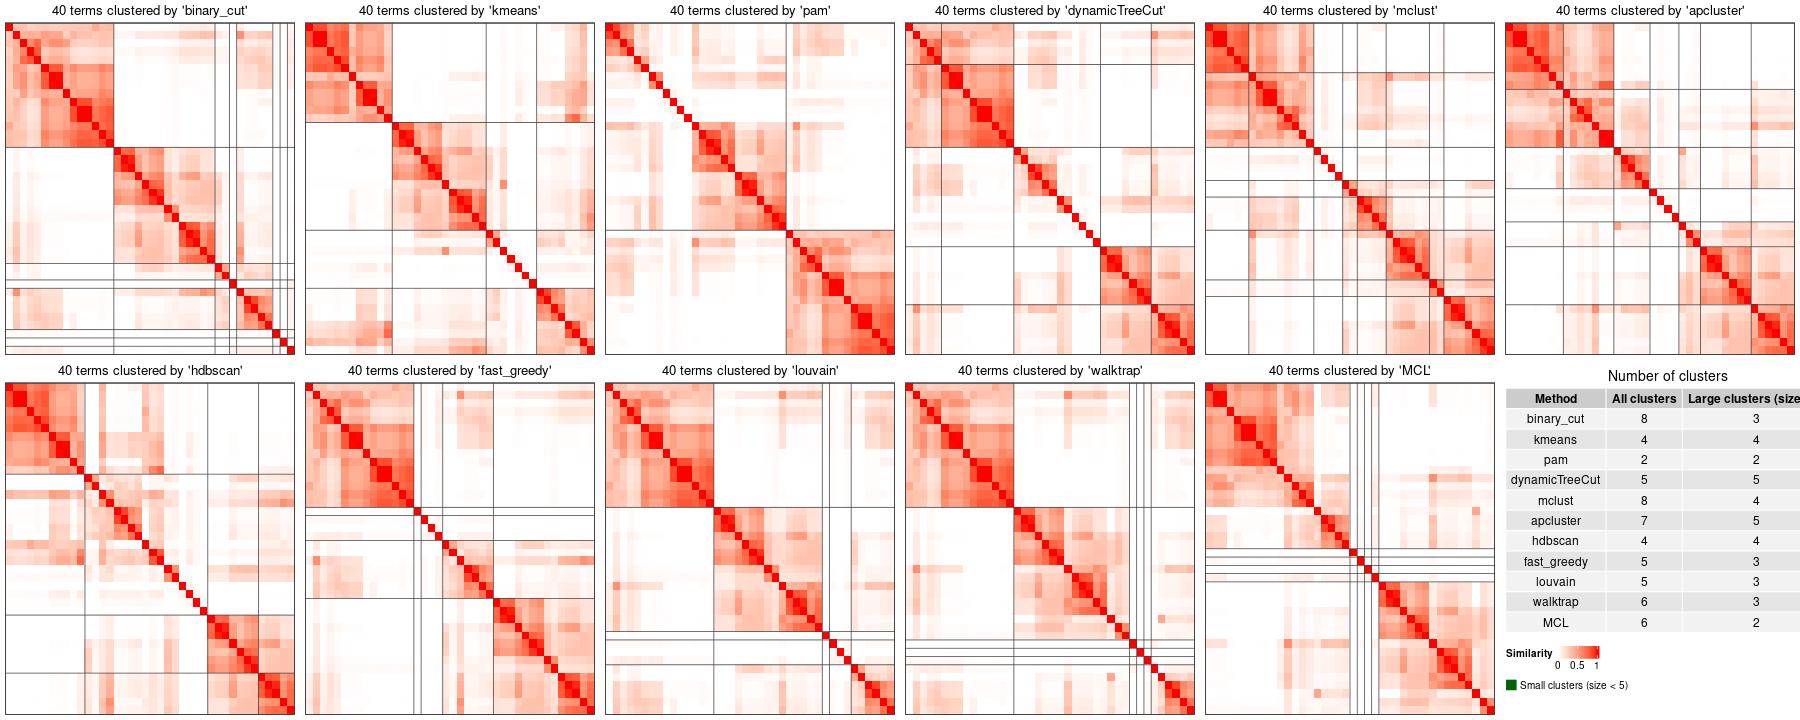 40 terms clustered by 'binary_cut'
40 terms clustered by 'kmeans'
40 terms clustered by 'pam'
40 terms clustered by 'dynamicTreeCut'
40 terms clustered by 'mclust'
40 terms clustered by 'apcluster'
40 terms clustered by 'hdbscan'
40 terms clustered by 'fast_greedy'
40 terms clustered by 'louvain'
40 terms clustered by 'walktrap'
40 terms clustered by 'MCL'
Number of clusters
Method All clusters Large clusters (size
binary_cut 8 3
kmeans 4 4
pam 2 2
dynamicTreeCut 5 5
mclust 8 4
apcluster 7 5
hdbscan 4 4
fast_greedy 5 3
louvain 5 3
walktrap 6 3
MCL 6 2
Similarity
0 0.5 1
Small clusters (size < 5)